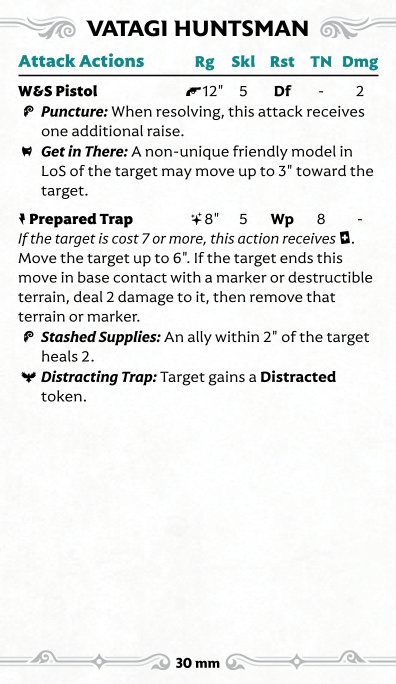 VATAGI HUNTSMAN
Attack Actions Rg Skl Rst TN Dmg
W&S Pistol 12" 5 Df - 2
Puncture: When resolving, this attack receives
one additional raise.
Get in There: A non-unique friendly model in
LoS of the target may move up to 3" toward the
target.
Prepared Trap 8" 5 Wp 8 -
If the target is cost 7 or more, this action receives .
Move the target up to 6". If the target ends this
move in base contact with a marker or destructible
terrain, deal 2 damage to it, then remove that
terrain or marker.
Stashed Supplies: An ally within 2" of the target
heals 2.
Distracting Trap: Target gains a Distracted
token.
30 mm